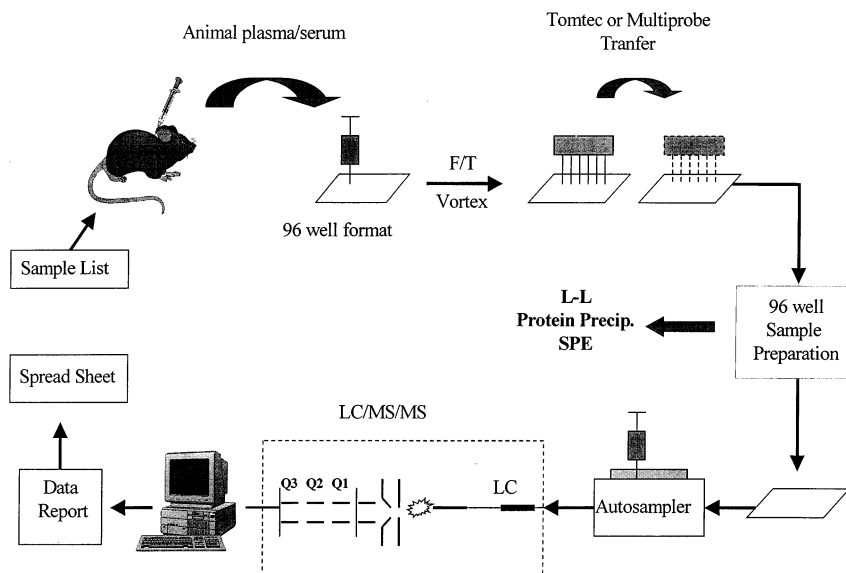 Animal plasma/serum
Tomtec or Multiprobe
Tranfer
F/T
Vortex
96 well format
Sample List
L-L
Protein Precip.
SPE
96 well
Sample
Preparation
Spread Sheet
LC/MS/MS
Q3 Q2 Q1
LC
Data
Report
Autosampler